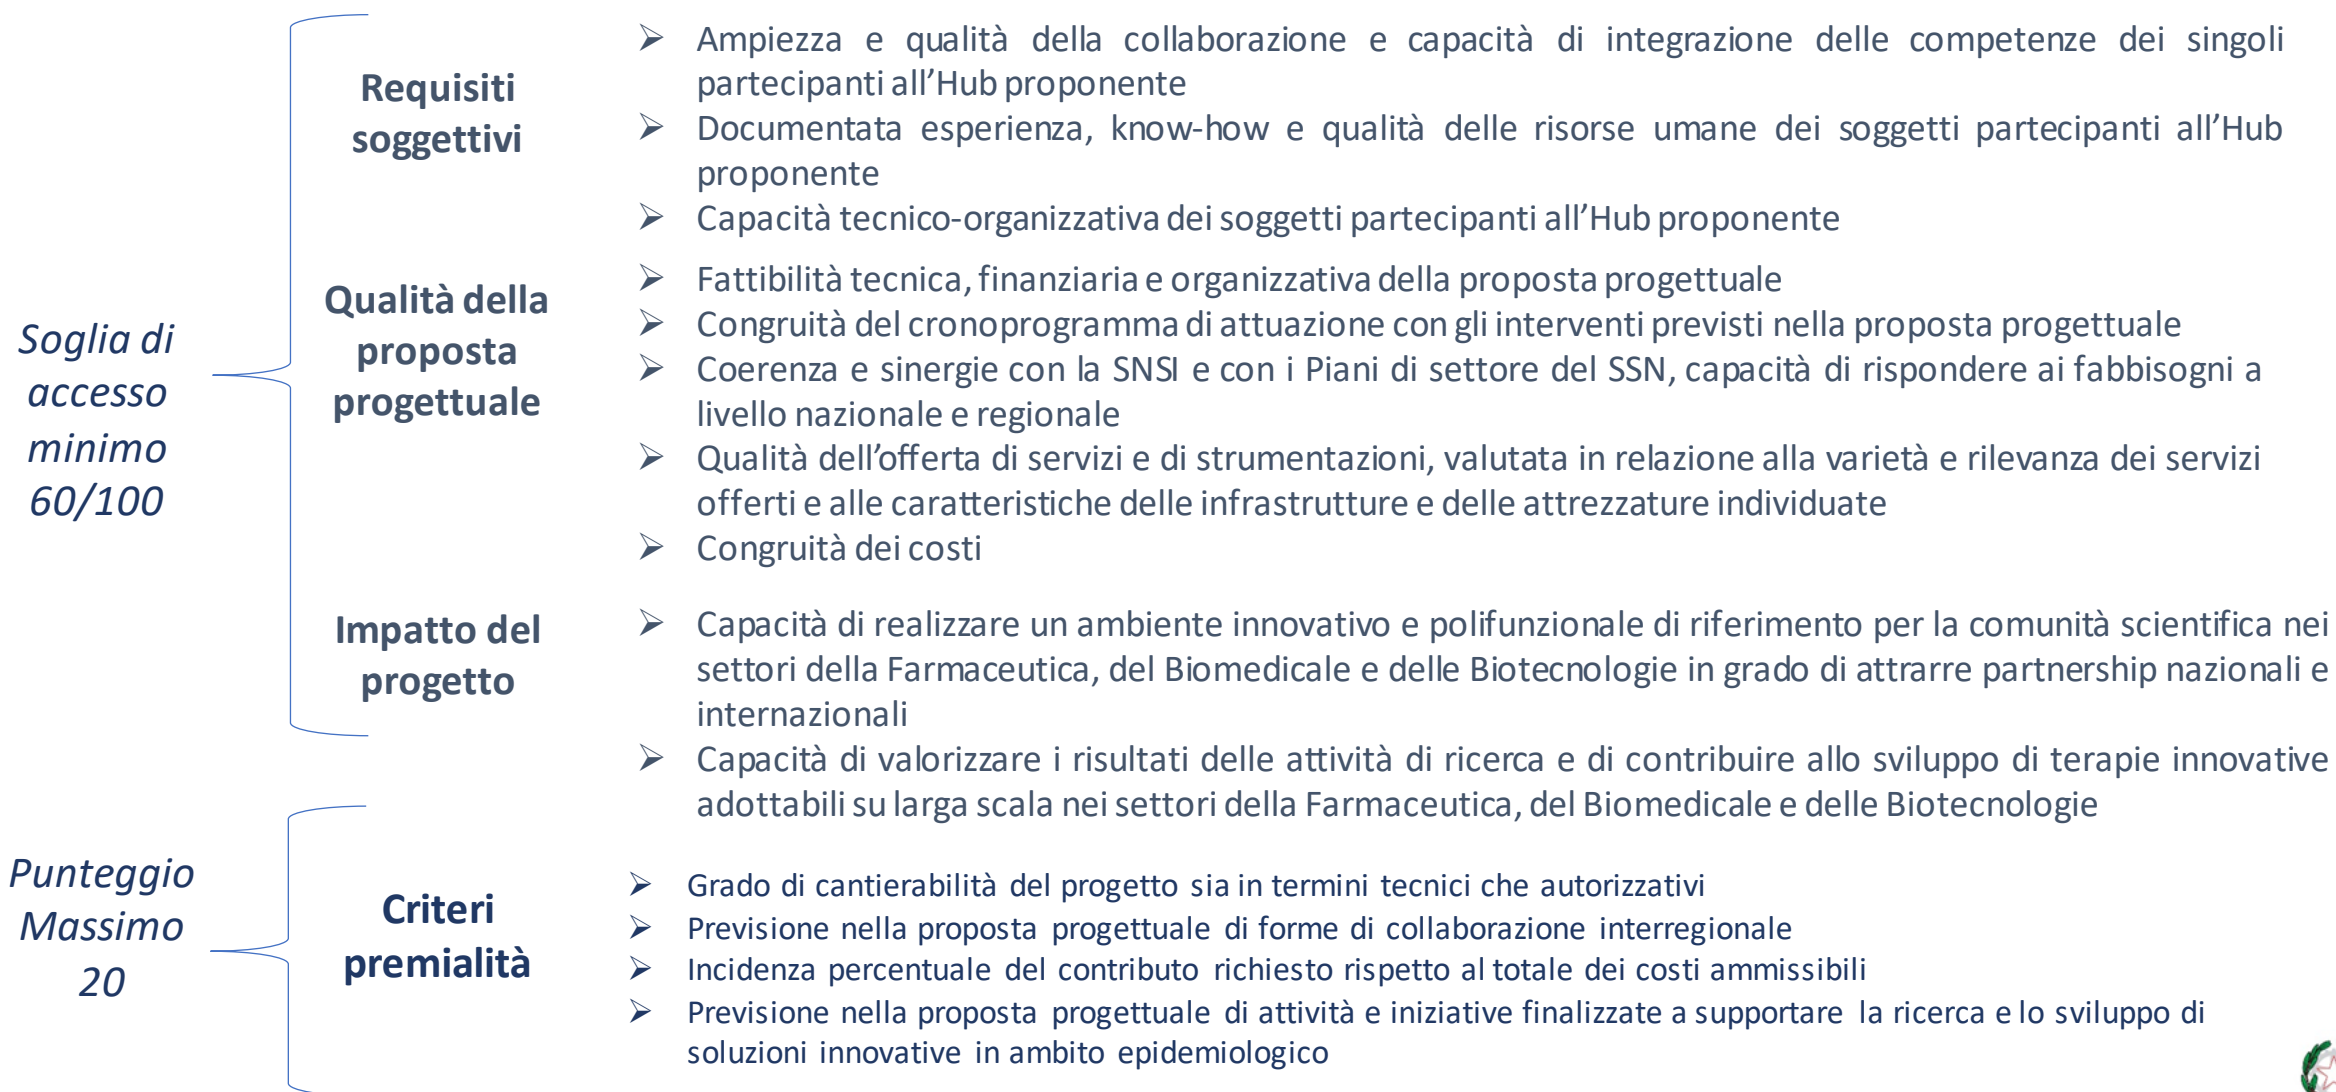 Soglia di
accesso
minimo
60/100
Requisiti
soggettivi
➢ Ampiezza e qualità della collaborazione e capacità di integrazione delle competenze dei singoli
partecipanti all’Hub proponente
➢ Documentata esperienza, know-how e qualità delle risorse umane dei soggetti partecipanti all’Hub
proponente
➢ Capacità tecnico-organizzativa dei soggetti partecipanti all’Hub proponente
Qualità della
proposta
progettuale
➢ Fattibilità tecnica, finanziaria e organizzativa della proposta progettuale
➢ Congruità del cronoprogramma di attuazione con gli interventi previsti nella proposta progettuale
➢ Coerenza e sinergie con la SNSI e con i Piani di settore del SSN, capacità di rispondere ai fabbisogni a
livello nazionale e regionale
➢ Qualità dell’offerta di servizi e di strumentazioni, valutata in relazione alla varietà e rilevanza dei servizi
offerti e alle caratteristiche delle infrastrutture e delle attrezzature individuate
➢ Congruità dei costi
Impatto del
progetto
➢ Capacità di realizzare un ambiente innovativo e polifunzionale di riferimento per la comunità scientifica nei
settori della Farmaceutica, del Biomedicale e delle Biotecnologie in grado di attrarre partnership nazionali e
internazionali
➢ Capacità di valorizzare i risultati delle attività di ricerca e di contribuire allo sviluppo di terapie innovative
adottabili su larga scala nei settori della Farmaceutica, del Biomedicale e delle Biotecnologie
Punteggio
Massimo
20
Criteri
premialità
➢ Grado di cantierabilità del progetto sia in termini tecnici che autorizzativi
➢ Previsione nella proposta progettuale di forme di collaborazione interregionale
➢ Incidenza percentuale del contributo richiesto rispetto al totale dei costi ammissibili
➢ Previsione nella proposta progettuale di attività e iniziative finalizzate a supportare la ricerca e lo sviluppo di
soluzioni innovative in ambito epidemiologico